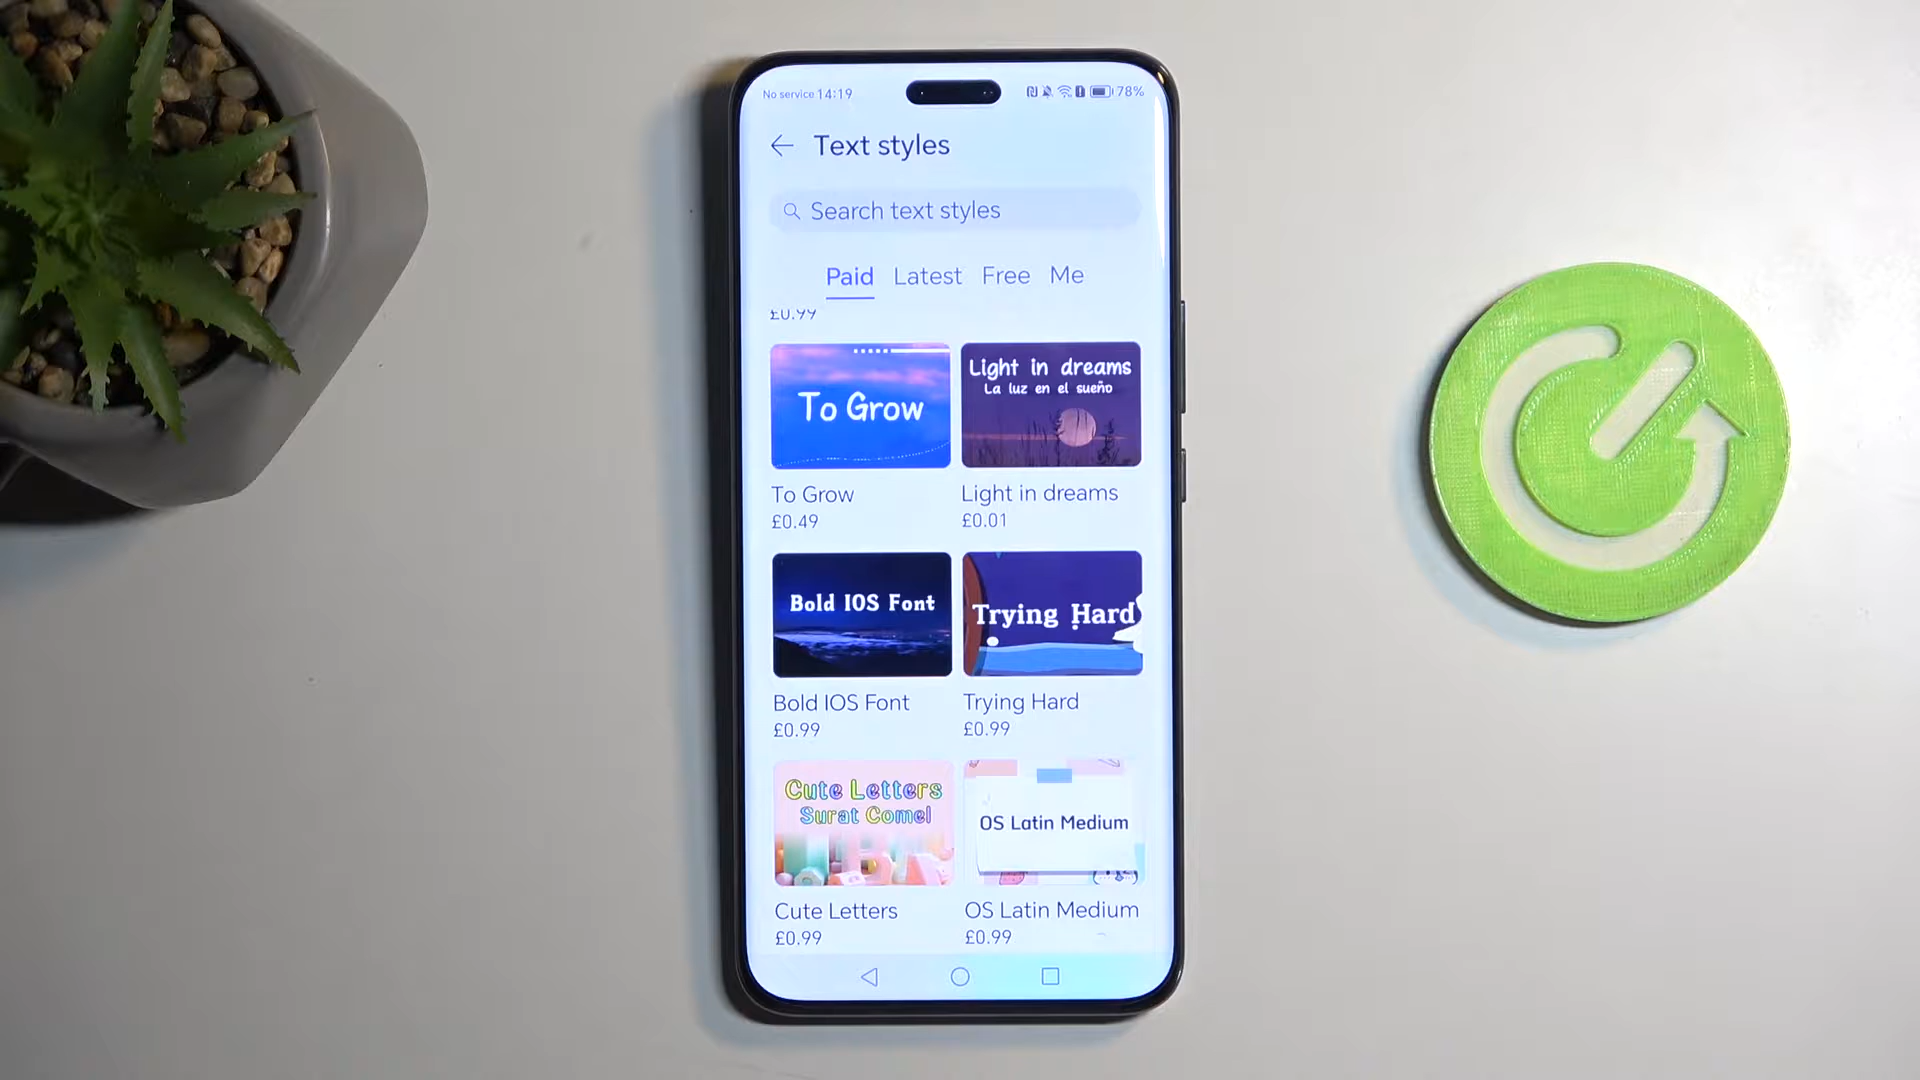 No service 14:19
78%
Text styles
Search text styles
Paid Latest Free Me
£0.99
To Grow
Light in dreams
La luz en el sueño
To Grow
Light in dreams
£0.49
£0.01
Bold IOS Font
Trying Hard
Bold IOS Font
Trying Hard
£0.99
£0.99
Cute Letters
Surat Comel
OS Latin Medium
Cute Letters
OS Latin Medium
£0.99
£0.99